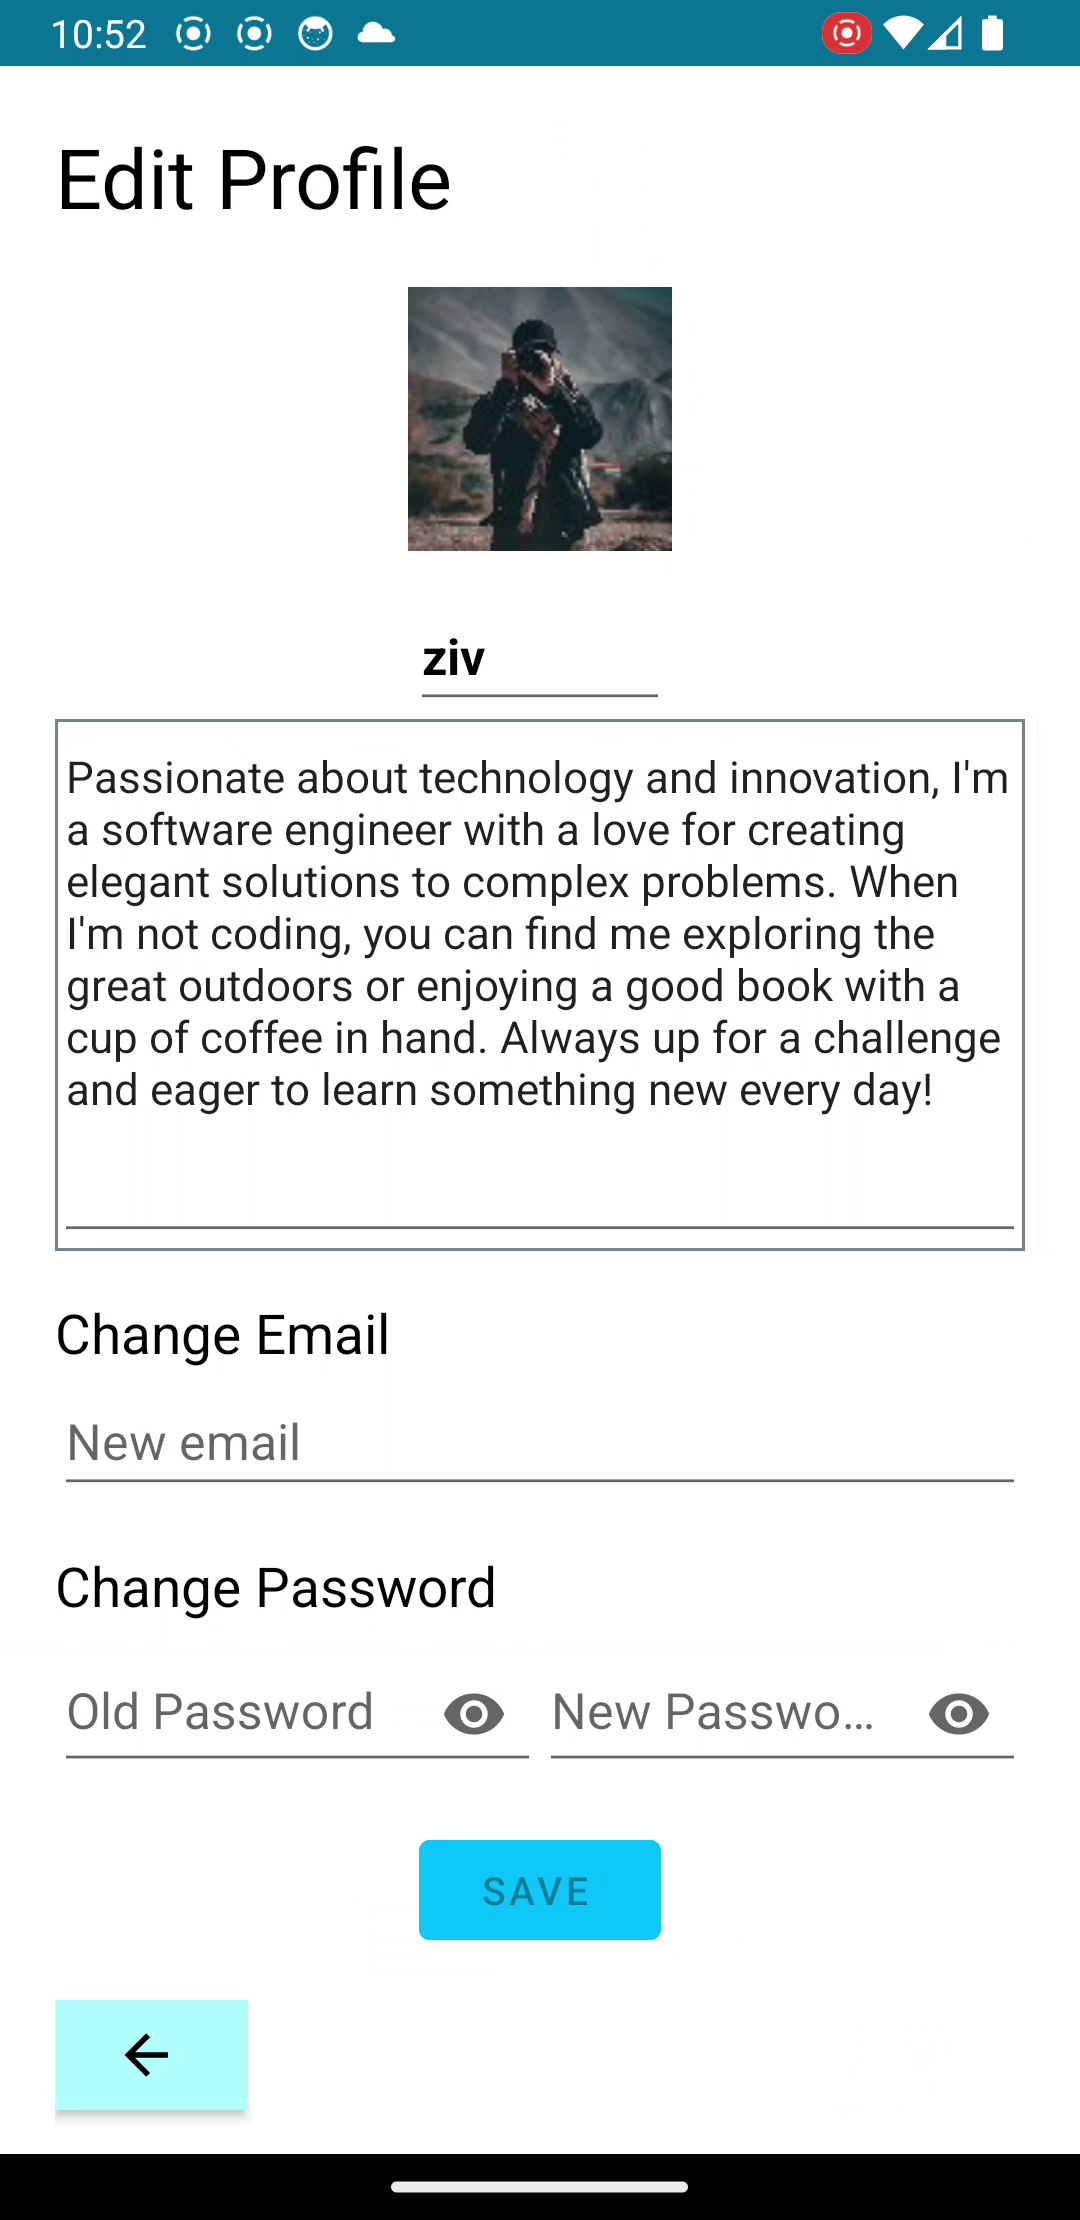 10:52
Edit Profile
ziv
Passionate about technology and innovation, I'm
a software engineer with a love for creating
elegant solutions to complex problems. When
I'm not coding, you can find me exploring the
great outdoors or enjoying a good book with a
cup of coffee in hand. Always up for a challenge
and eager to learn something new every day!
Change Email
New email
Change Password
Old Password New Passwo...
SAVE